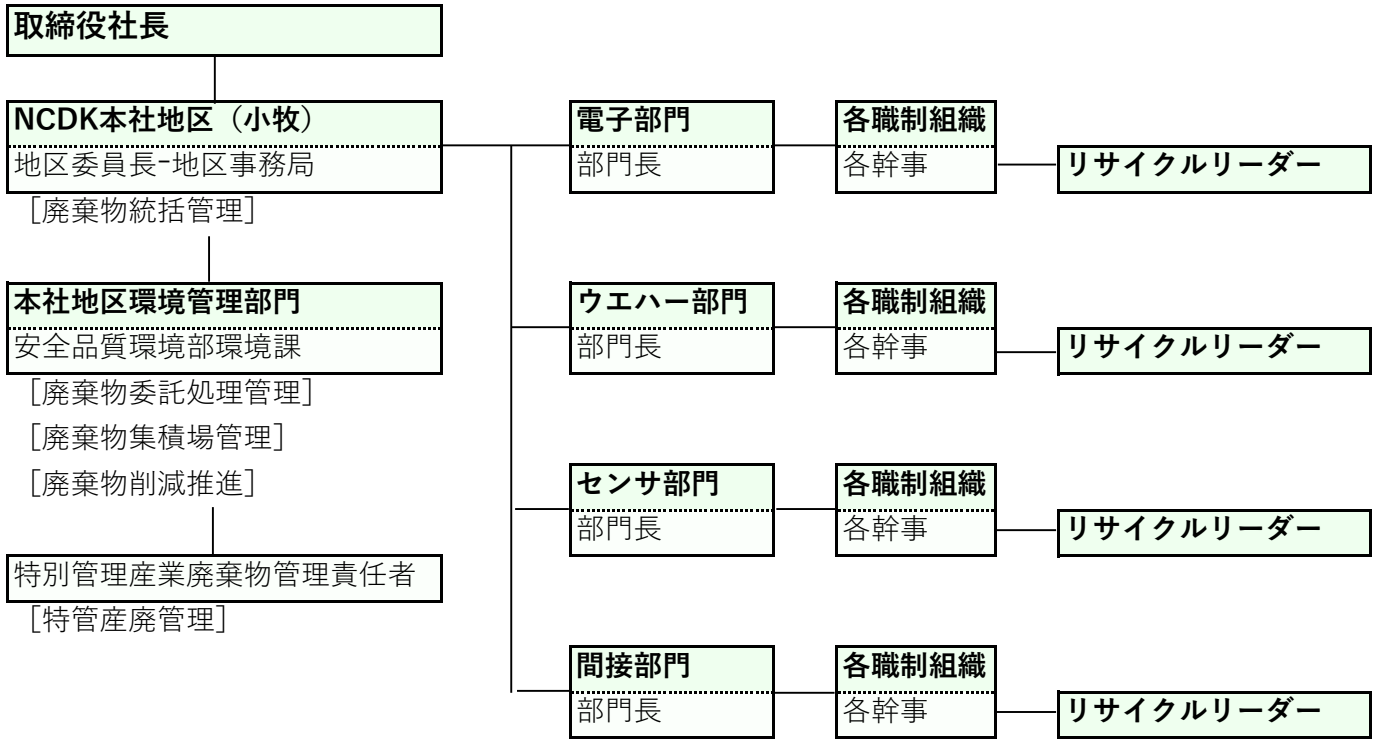 取締役社長
NCDK本社地区（小牧）
地区委員長-地区事務局
［廃棄物統括管理］
本社地区環境管理部門
安全品質環境部環境課
［廃棄物委託処理管理］
［廃棄物集積場管理］
［廃棄物削減推進］
特別管理産業廃棄物管理責任者
［特管産廃管理］
電子部門
部門長
各職制組織
各幹事
リサイクルリーダー
ウエハー部門
部門長
各職制組織
各幹事
リサイクルリーダー
センサ部門
部門長
各職制組織
各幹事
リサイクルリーダー
間接部門
部門長
各職制組織
各幹事
リサイクルリーダー